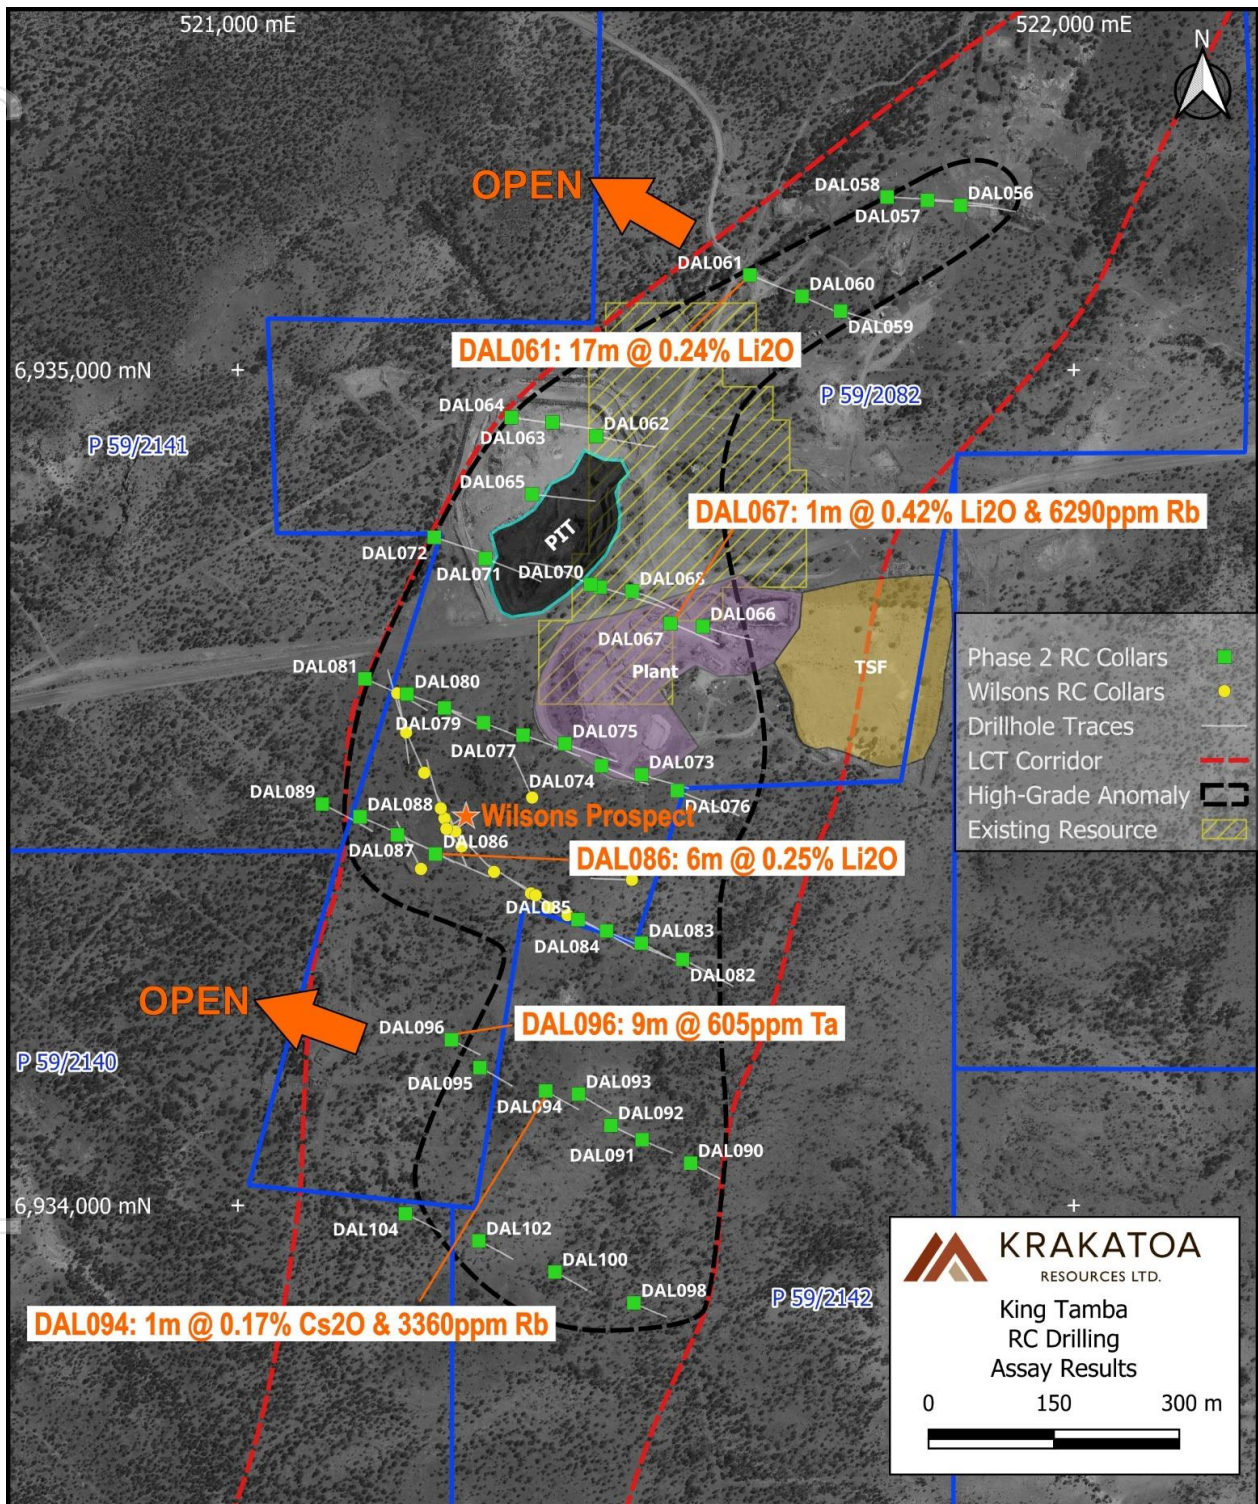 521,000 mE
522,000 mE
N
OPEN
DAL058
DAL056
DAL057
DAL061
DAL060
DAL059
DAL061: 17m @ 0.24% Li2O
6,935,000 mN
P 59/2082
DAL064
DAL062
DAL063
P 59/2141
DAL065
DAL067: 1m @ 0.42% Li2O & 6290ppm Rb
PIT
DAL072
DAL071
DAL070
DAL068
DAL066
DAL067
Plant
TSF
DAL081
DAL080
DAL079
DAL077
DAL075
DAL074
DAL073
DAL076
Phase 2 RC Collars
Wilsons RC Collars
Drillhole Traces
LCT Corridor
High-Grade Anomaly
Existing Resource
DAL089
DAL088
Wilsons Prospect
DAL087
DAL086
DAL086: 6m @ 0.25% Li2O
DAL085
DAL084
DAL083
DAL082
OPEN
DAL096
DAL096: 9m @ 605ppm Ta
P 59/2140
DAL095
DAL094
DAL093
DAL092
DAL091
DAL090
6,934,000 mN
DAL104
DAL102
DAL100
DAL098
P 59/2142
DAL094: 1m @ 0.17% Cs2O & 3360ppm Rb
KRAKATOA
RESOURCES LTD.
King Tamba
RC Drilling
Assay Results
0 150 300 m